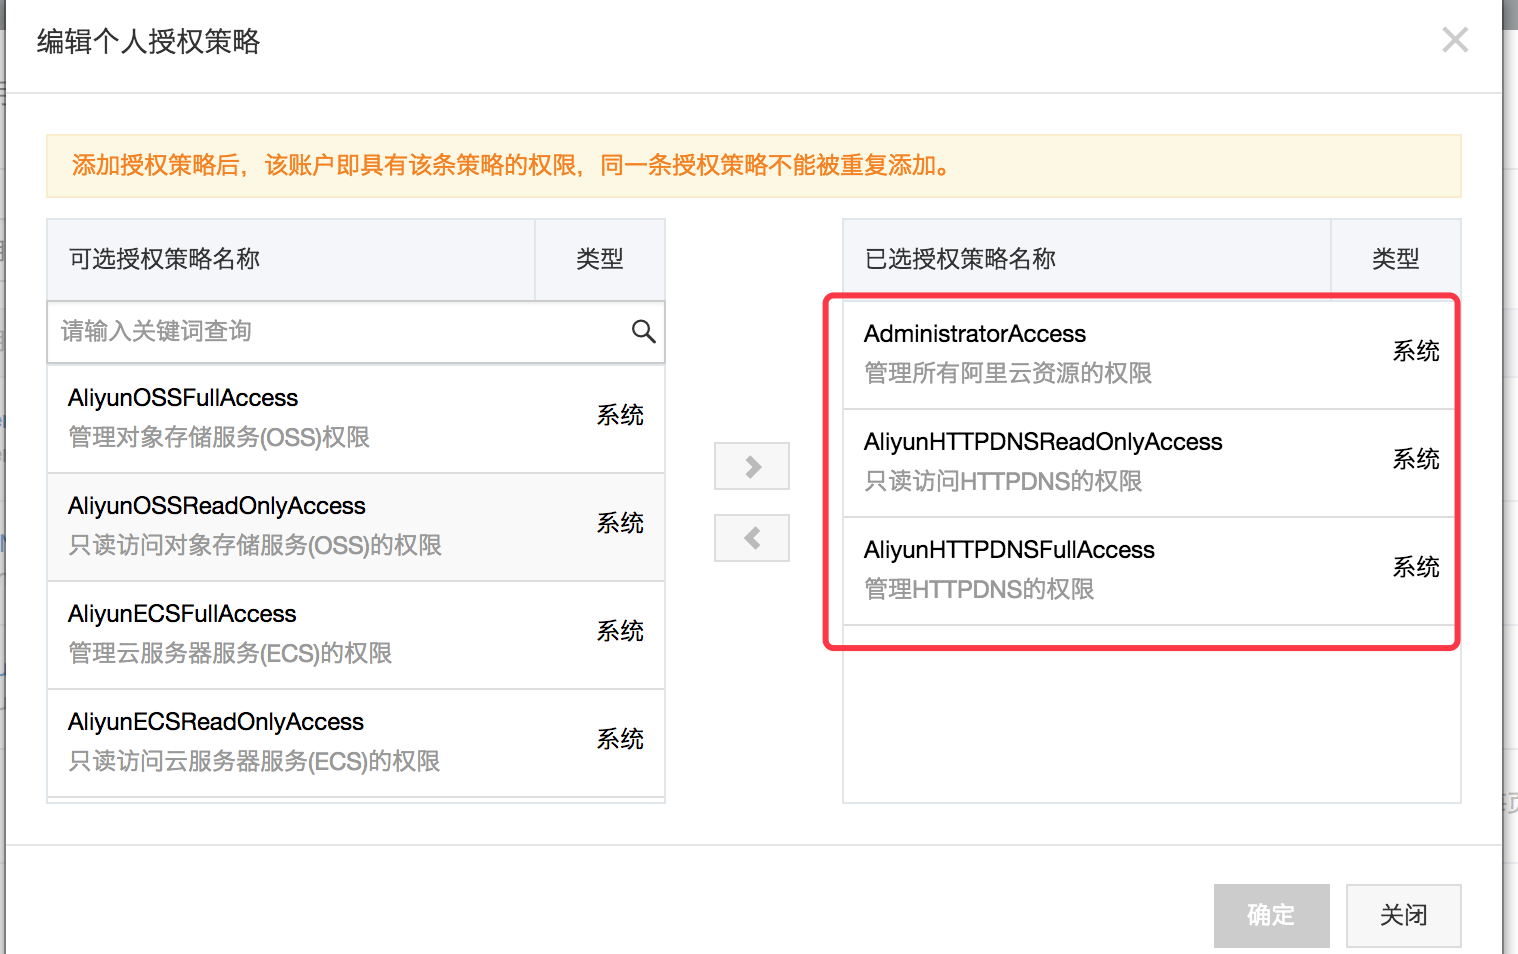 编辑个人授权策略
添加授权策略后，该账户即具有该条策略的权限，同一条授权策略不能被重复添加。
可选授权策略名称
类型
请输入关键词查询
AliyunOSSFullAccess
管理对象存储服务(OSS)权限
系统
AliyunOSSReadOnlyAccess
只读访问对象存储服务(OSS)的权限
系统
AliyunECSFullAccess
管理云服务器服务(ECS)的权限
系统
AliyunECSReadOnlyAccess
只读访问云服务器服务(ECS)的权限
系统
已选授权策略名称
类型
AdministratorAccess
管理所有阿里云资源的权限
系统
AliyunHTTPDNSReadOnlyAccess
只读访问HTTPDNS的权限
系统
AliyunHTTPDNSFullAccess
管理HTTPDNS的权限
系统
确定
关闭